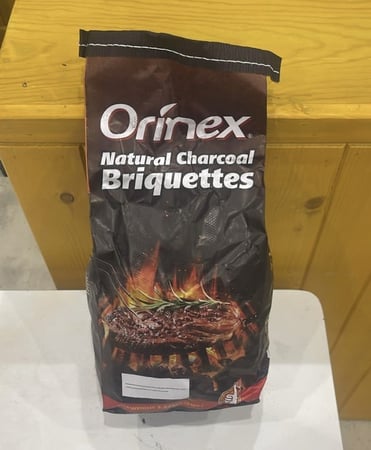 Orinex
Natural Charcoal
Briquettes